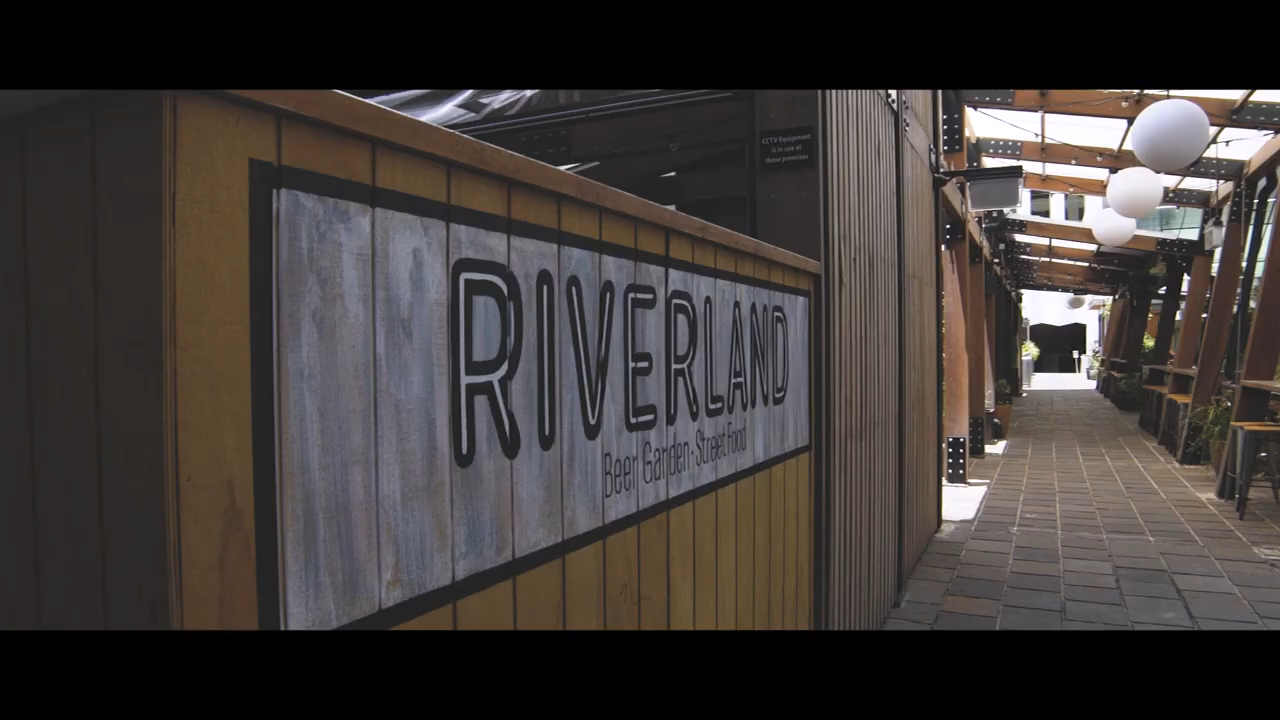 CCTV Equipment
is in use at
these premises
RIVERLAND
Beer Garden · Street Food